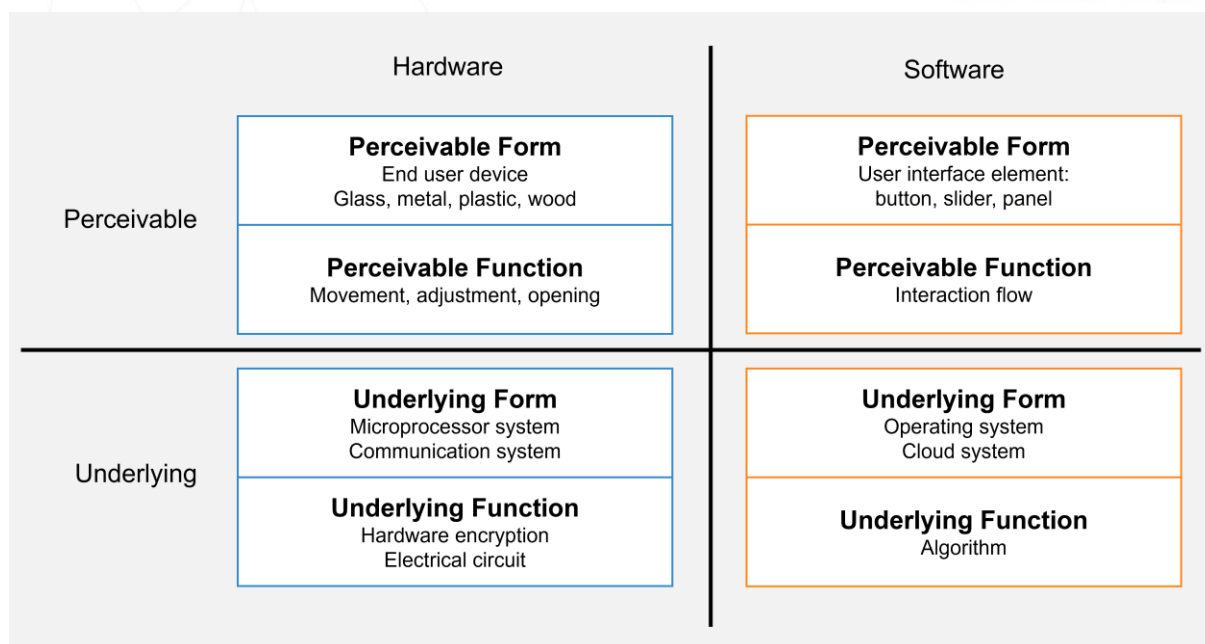 Hardware
Software
Perceivable
Perceivable Form
End user device
Glass, metal, plastic, wood
Perceivable Function
Movement, adjustment, opening
Perceivable Form
User interface element:
button, slider, panel
Perceivable Function
Interaction flow
Underlying
Underlying Form
Microprocessor system
Communication system
Underlying Function
Hardware encryption
Electrical circuit
Underlying Form
Operating system
Cloud system
Underlying Function
Algorithm